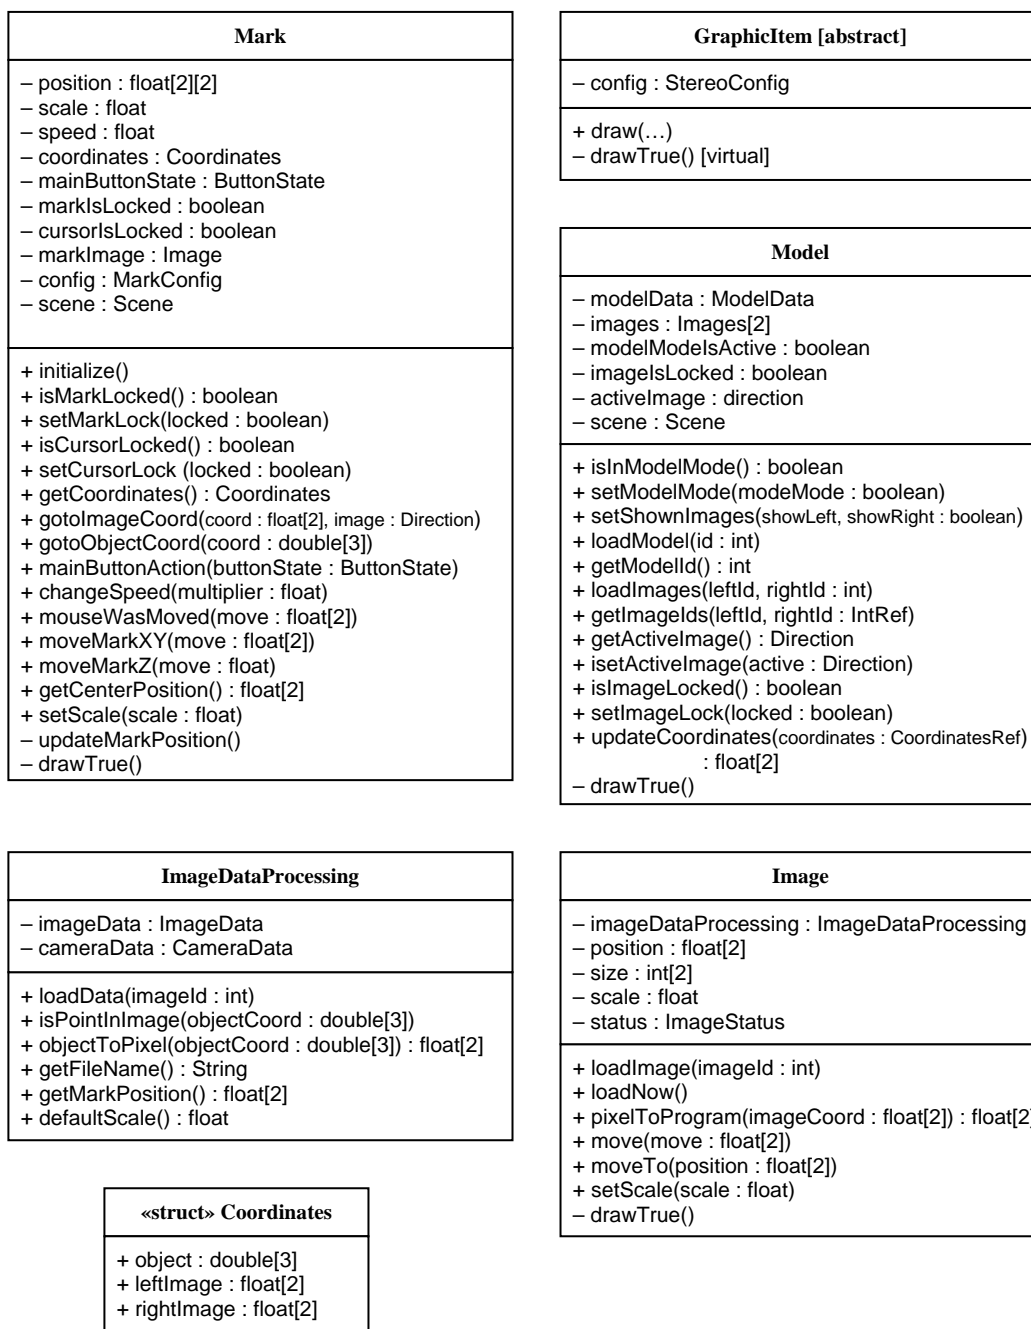 Mark
– position : float[2][2]
– scale : float
– speed : float
– coordinates : Coordinates
– mainButtonState : ButtonState
– markIsLocked : boolean
– cursorIsLocked : boolean
– markImage : Image
– config : MarkConfig
– scene : Scene
+ initialize()
+ isMarkLocked() : boolean
+ setMarkLock(locked : boolean)
+ isCursorLocked() : boolean
+ setCursorLock (locked : boolean)
+ getCoordinates() : Coordinates
+ gotoImageCoord(coord : float[2], image : Direction)
+ gotoObjectCoord(coord : double[3])
+ mainButtonAction(buttonState : ButtonState)
+ changeSpeed(multiplier : float)
+ mouseWasMoved(move : float[2])
+ moveMarkXY(move : float[2])
+ moveMarkZ(move : float)
+ getCenterPosition() : float[2]
+ setScale(scale : float)
– updateMarkPosition()
– drawTrue()
GraphicItem [abstract]
– config : StereoConfig
+ draw(…)
– drawTrue() [virtual]
Model
– modelData : ModelData
– images : Images[2]
– modelModeIsActive : boolean
– imageIsLocked : boolean
– activeImage : direction
– scene : Scene
+ isInModelMode() : boolean
+ setModelMode(modeMode : boolean)
+ setShownImages(showLeft, showRight : boolean)
+ loadModel(id : int)
+ getModelId() : int
+ loadImages(leftId, rightId : int)
+ getImageIds(leftId, rightId : IntRef)
+ getActiveImage() : Direction
+ isetActiveImage(active : Direction)
+ isImageLocked() : boolean
+ setImageLock(locked : boolean)
+ updateCoordinates(coordinates : CoordinatesRef)
: float[2]
– drawTrue()
ImageDataProcessing
– imageData : ImageData
– cameraData : CameraData
+ loadData(imageId : int)
+ isPointInImage(objectCoord : double[3])
+ objectToPixel(objectCoord : double[3]) : float[2]
+ getFileName() : String
+ getMarkPosition() : float[2]
+ defaultScale() : float
Image
– imageDataProcessing : ImageDataProcessing
– position : float[2]
– size : int[2]
– scale : float
– status : ImageStatus
+ loadImage(imageId : int)
+ loadNow()
+ pixelToProgram(imageCoord : float[2]) : float[2]
+ move(move : float[2])
+ moveTo(position : float[2])
+ setScale(scale : float)
– drawTrue()
«struct» Coordinates
+ object : double[3]
+ leftImage : float[2]
+ rightImage : float[2]